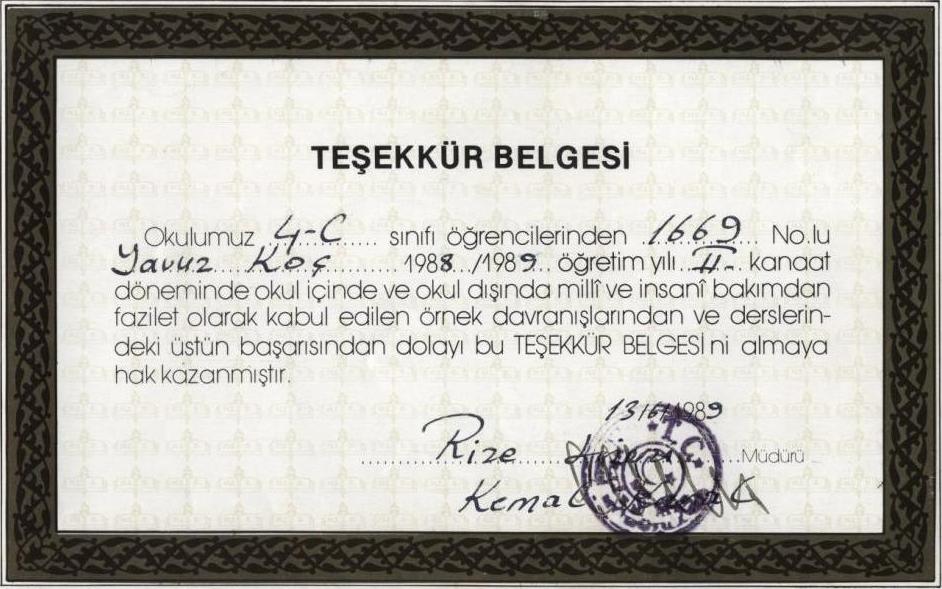 TEŞEKKÜR BELGESİ
Okulumuz 4-C sınıfı öğrencilerinden 1669 No.lu
Yavuz Koç 1988/1989 öğretim yılı II. kanaat
döneminde okul içinde ve okul dışında millî ve insanî bakımdan
fazilet olarak kabul edilen örnek davranışlarından ve derslerin-
deki üstün başarısından dolayı bu TEŞEKKÜR BELGESİ ni almaya
hak kazanmıştır.
13/6/1989
Rize Müdürü
Kemal
T.C.